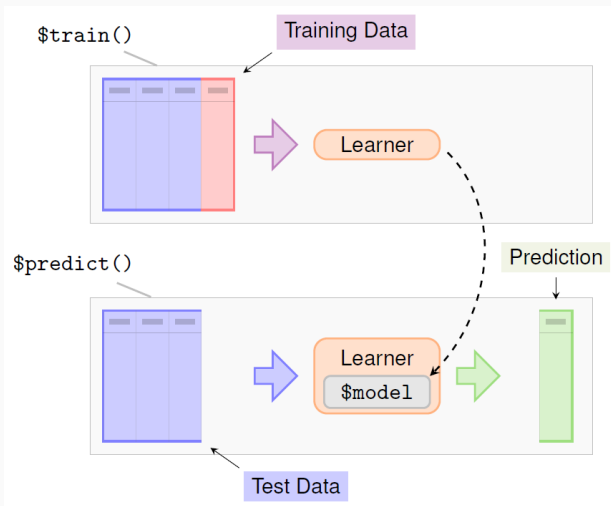 $train()
Training Data
Learner
$predict()
Prediction
Learner
$model
Test Data